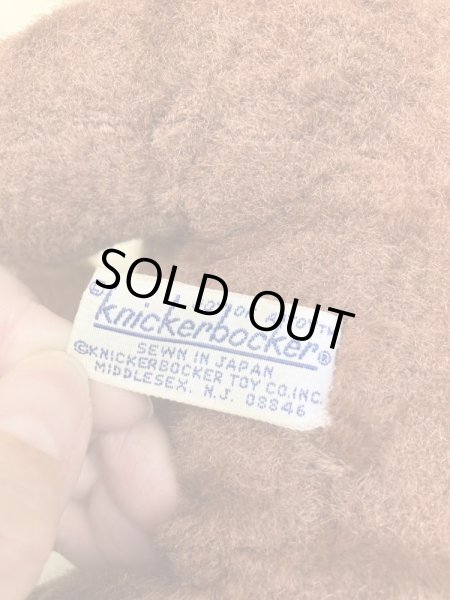 SOLD OUT
knickerbocker®
SEWN IN JAPAN
©KNICKERBOCKER TOY CO.INC.
MIDDLESEX, N.J. 08846